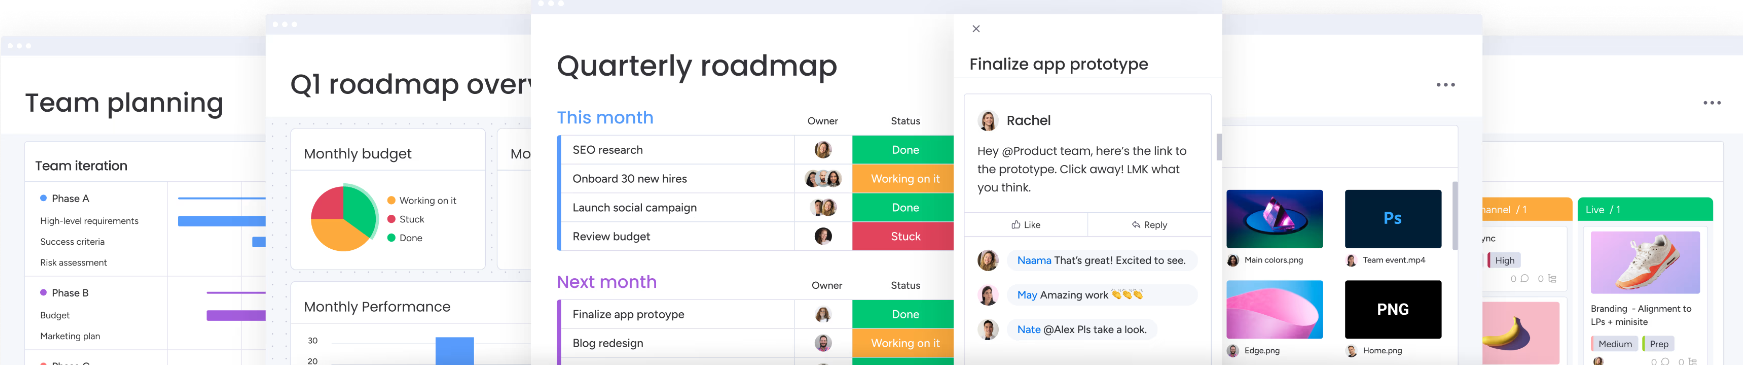 Team planning
Team iteration
Phase A
High-level requirements
Success criteria
Risk assessment
Phase B
Budget
Marketing plan
Q1 roadmap
Monthly budget
Working on it
Stuck
Done
Monthly Performance
30
20
Quarterly roadmap
This month
Owner Status
SEO research Done
Onboard 30 new hires Working on it
Launch social campaign Done
Review budget Stuck
Next month
Owner Status
Finalize app protoype Done
Blog redesign Working on it
Finalize app prototype
Rachel
Hey @Product team, here's the link to
the prototype. Click away! LMK what
you think.
Like Reply
Naama That's great! Excited to see.
May Amazing work 👏👏👏
Nate @Alex Pls take a look.
Ps
Main colors.png Team event.mp4
PNG
Edge.png Home.png
/ 1
High
0 0
Live / 1
Branding - Alignment to
LPs + minisite
Medium Prep
0 0